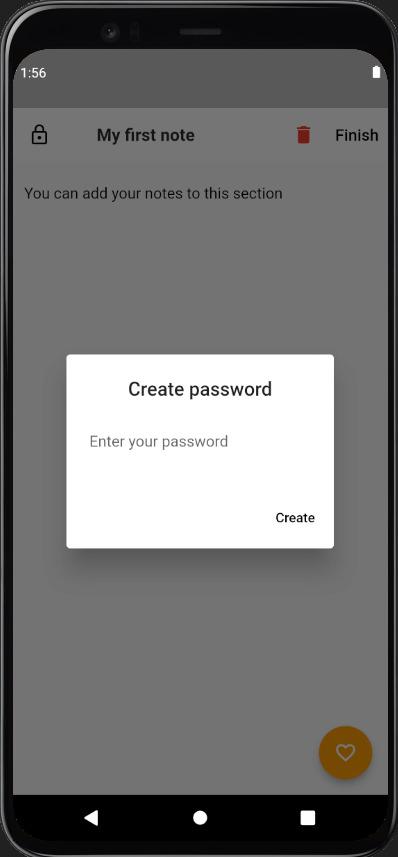 1:56
My first note
Finish
You can add your notes to this section
Create password
Enter your password
Create